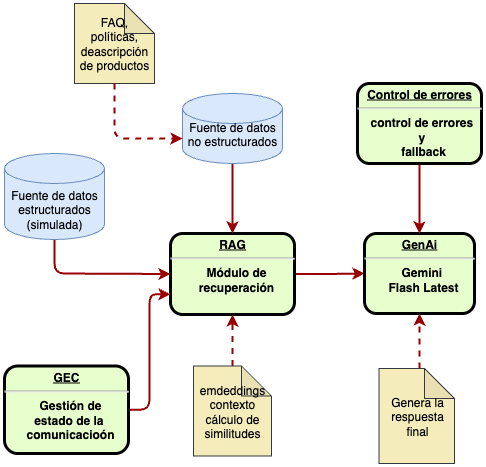 FAQ,
políticas,
deascripción
de productos
Fuente de datos
no estructurados
Control de errores
control de errores
y
fallback
Fuente de datos
estructurados
(simulada)
RAG
Módulo de
recuperación
GenAi
Gemini
Flash Latest
GEC
Gestión de
estado de la
comunicacioón
emdeddings
contexto
cálculo de
similitudes
Genera la
respuesta
final